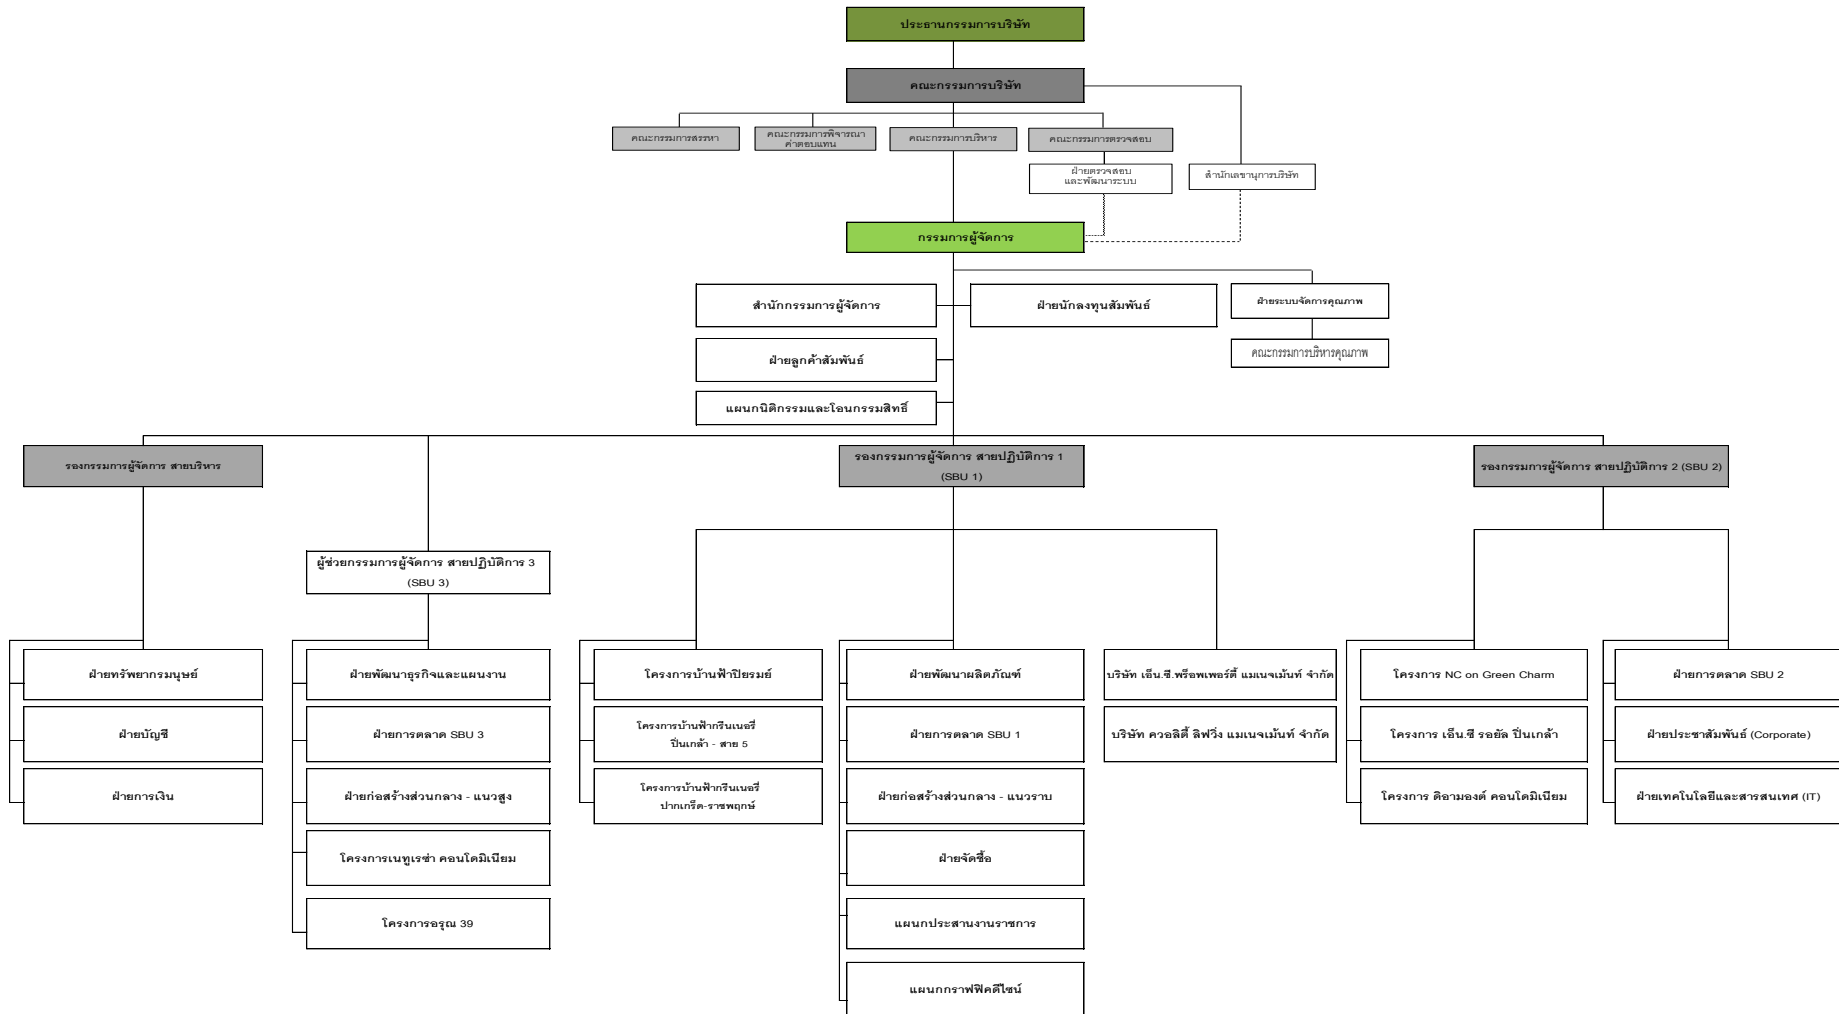 ประธานกรรมการบริษัท
คณะกรรมการบริษัท
คณะกรรมการสรรหา
คณะกรรมการพิจารณา
ค่าตอบแทน
คณะกรรมการบริหาร
คณะกรรมการตรวจสอบ
ฝ่ายตรวจสอบ
และพัฒนาระบบ
สำนักเลขานุการบริษัท
กรรมการผู้จัดการ
สำนักกรรมการผู้จัดการ
ฝ่ายนักลงทุนสัมพันธ์
ฝ่ายระบบจัดการคุณภาพ
คณะกรรมการบริหารคุณภาพ
ฝ่ายลูกค้าสัมพันธ์
แผนกนิติกรรมและโอนกรรมสิทธิ์
รองกรรมการผู้จัดการ สายบริหาร
รองกรรมการผู้จัดการ สายปฏิบัติการ 1
(SBU 1)
รองกรรมการผู้จัดการ สายปฏิบัติการ 2 (SBU 2)
ผู้ช่วยกรรมการผู้จัดการ สายปฏิบัติการ 3
(SBU 3)
ฝ่ายทรัพยากรมนุษย์
ฝ่ายบัญชี
ฝ่ายการเงิน
ฝ่ายพัฒนาธุรกิจและแผนงาน
ฝ่ายการตลาด SBU 3
ฝ่ายก่อสร้างส่วนกลาง - แนวสูง
โครงการเนทูเรซ่า คอนโดมิเนียม
โครงการอรุณ 39
โครงการบ้านฟ้าปิยรมย์
โครงการบ้านฟ้ากรีนเนอรี่
ปิ่นเกล้า - สาย 5
โครงการบ้านฟ้ากรีนเนอรี่
ปากเกร็ด-ราชพฤกษ์
ฝ่ายพัฒนาผลิตภัณฑ์
ฝ่ายการตลาด SBU 1
ฝ่ายก่อสร้างส่วนกลาง - แนวราบ
ฝ่ายจัดซื้อ
แผนกประสานงานราชการ
แผนกกราฟฟิคดีไซน์
บริษัท เอ็น.ซี.พร็อพเพอร์ตี้ แมเนจเม้นท์ จำกัด
บริษัท ควอลิตี้ ลิฟวิ่ง แมเนจเม้นท์ จำกัด
โครงการ NC on Green Charm
โครงการ เอ็น.ซี รอยัล ปิ่นเกล้า
โครงการ ดิอามองต์ คอนโดมิเนียม
ฝ่ายการตลาด SBU 2
ฝ่ายประชาสัมพันธ์ (Corporate)
ฝ่ายเทคโนโลยีและสารสนเทศ (IT)